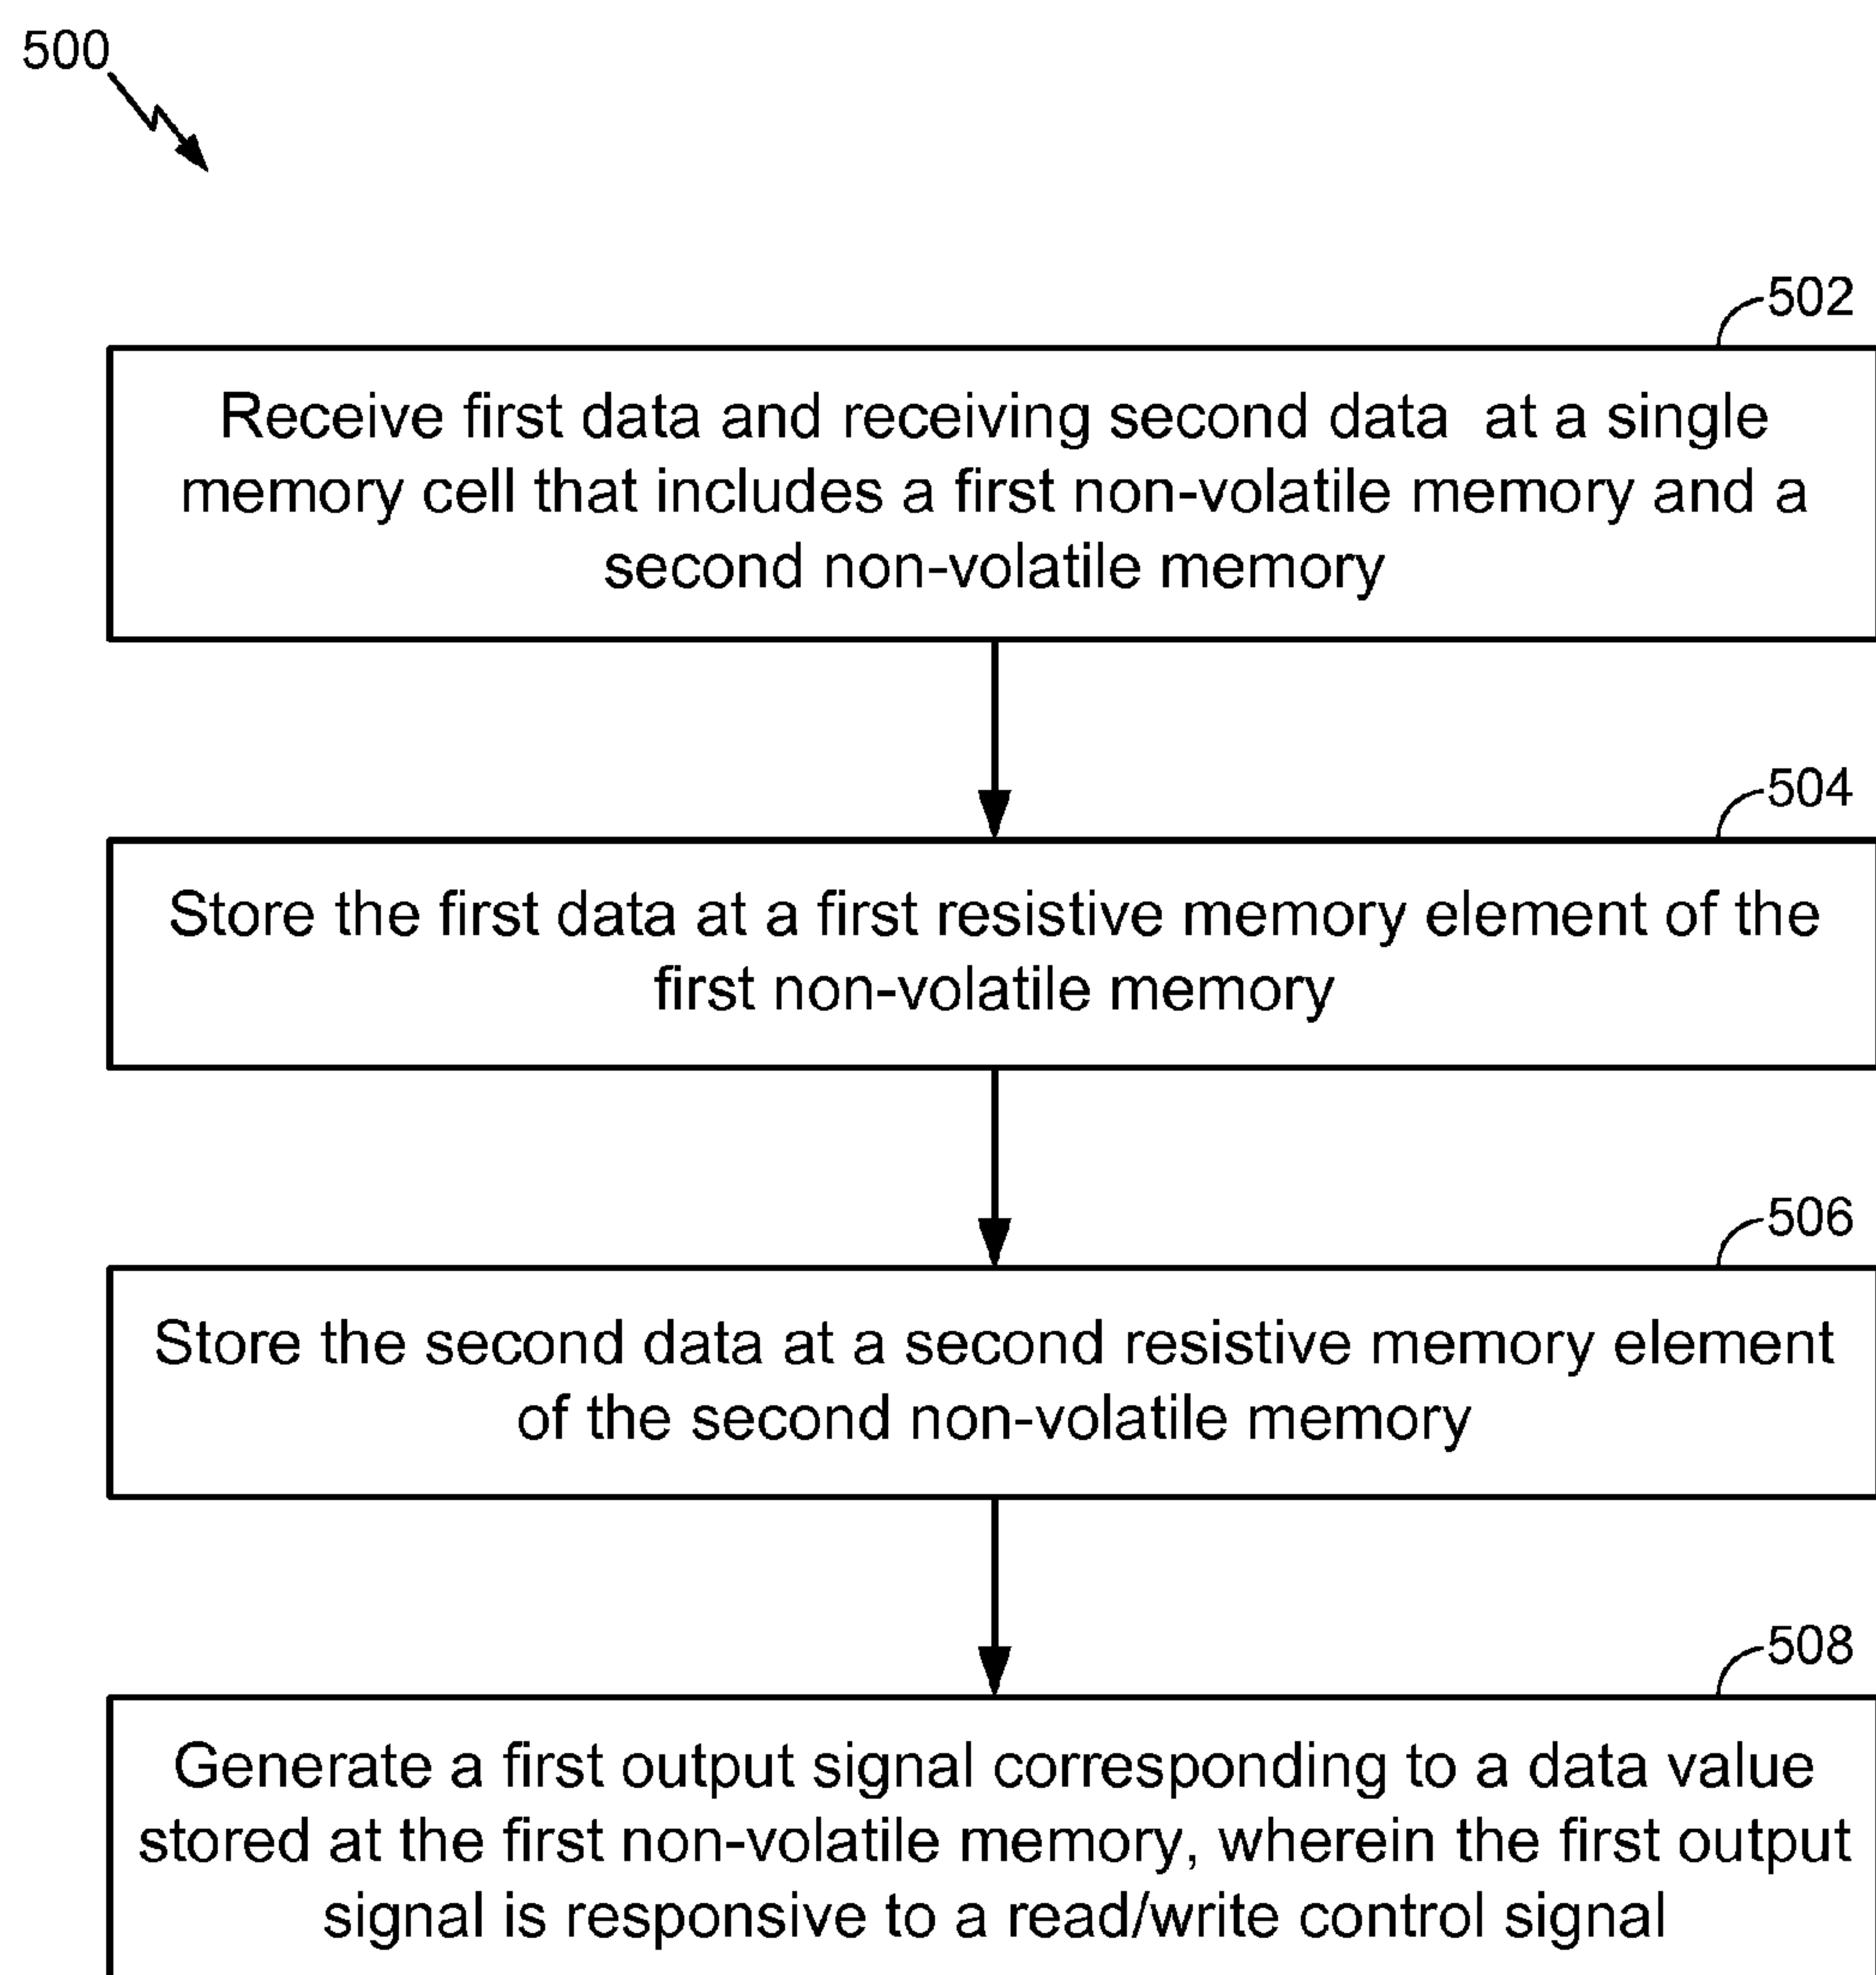 500
502
Receive first data and receiving second data at a single
memory cell that includes a first non-volatile memory and a
second non-volatile memory
504
Store the first data at a first resistive memory element of the
first non-volatile memory
506
Store the second data at a second resistive memory element
of the second non-volatile memory
508
Generate a first output signal corresponding to a data value
stored at the first non-volatile memory, wherein the first output
signal is responsive to a read/write control signal